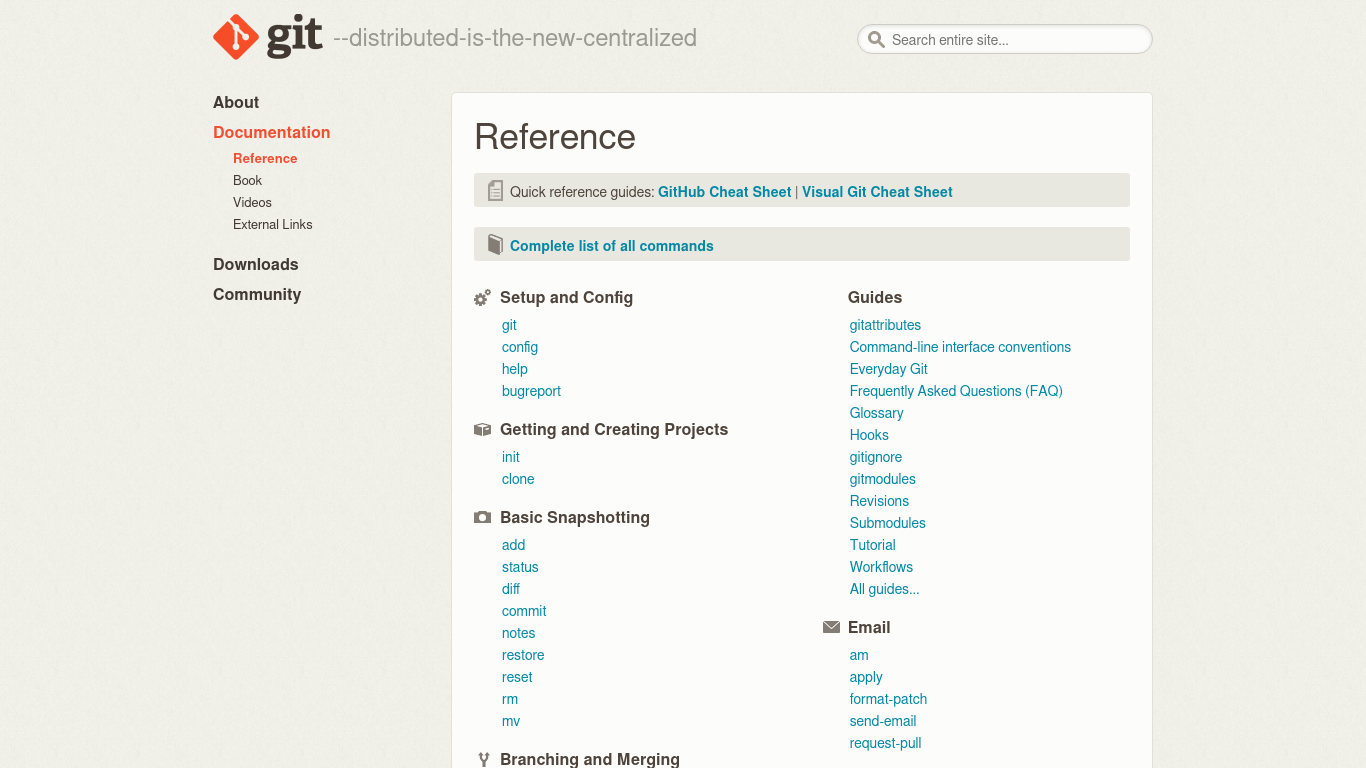 git --distributed-is-the-new-centralized
Search entire site...
About
Documentation
Reference
Book
Videos
External Links
Downloads
Community
Reference
Quick reference guides: GitHub Cheat Sheet | Visual Git Cheat Sheet
Complete list of all commands
Setup and Config
git
config
help
bugreport
Getting and Creating Projects
init
clone
Basic Snapshotting
add
status
diff
commit
notes
restore
reset
rm
mv
Branching and Merging
Guides
gitattributes
Command-line interface conventions
Everyday Git
Frequently Asked Questions (FAQ)
Glossary
Hooks
gitignore
gitmodules
Revisions
Submodules
Tutorial
Workflows
All guides...
Email
am
apply
format-patch
send-email
request-pull